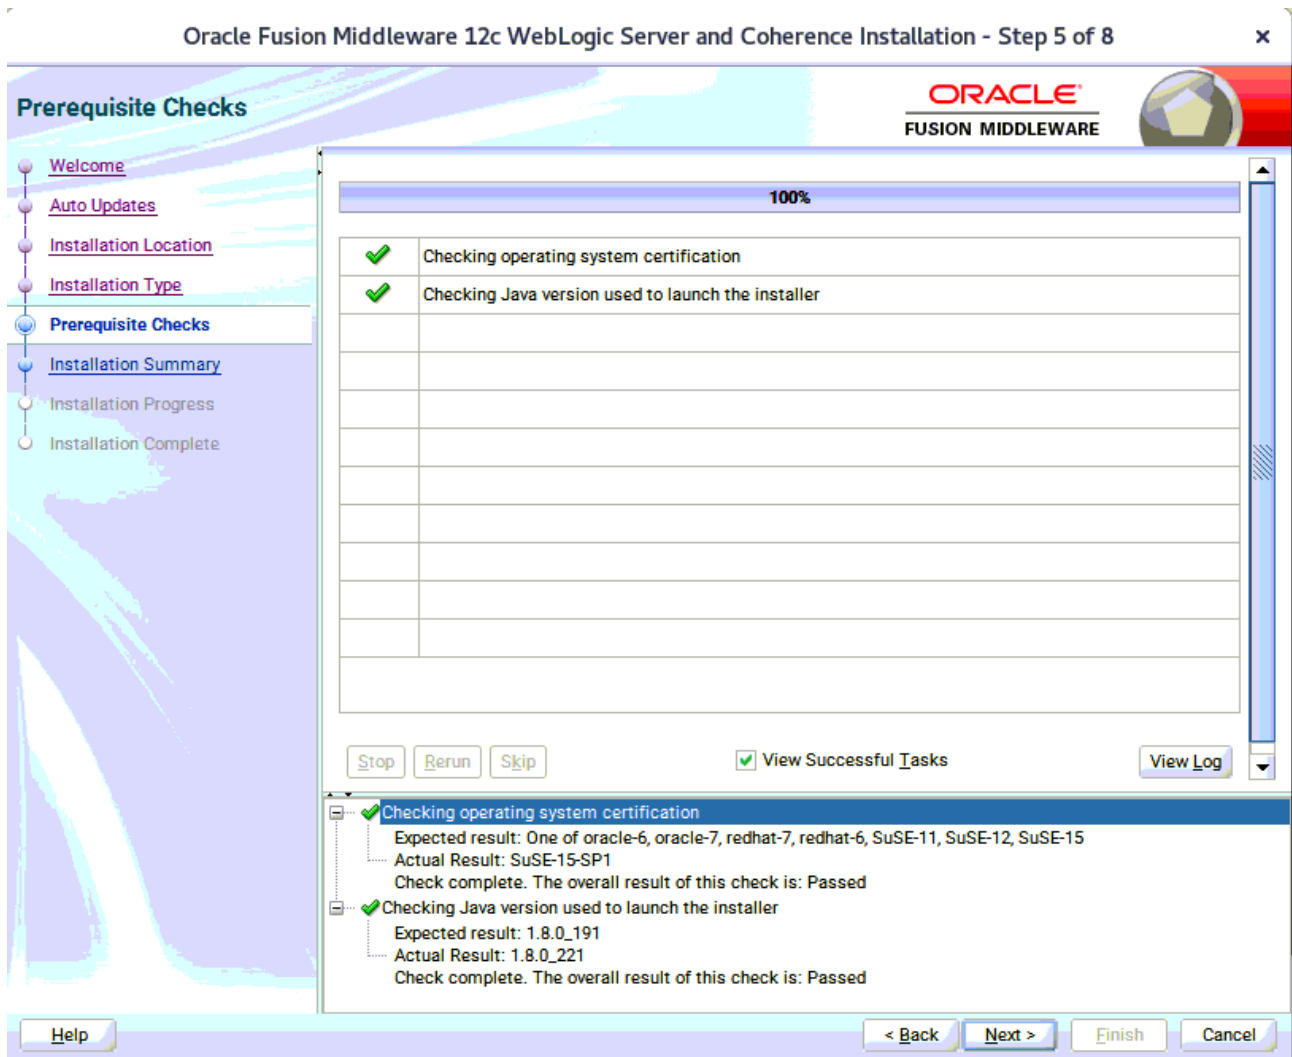 Oracle Fusion Middleware 12c WebLogic Server and Coherence Installation - Step 5 of 8
Prerequisite Checks
ORACLE
FUSION MIDDLEWARE
Welcome
Auto Updates
Installation Location
Installation Type
Prerequisite Checks
Installation Summary
Installation Progress
Installation Complete
100%
Checking operating system certification
Checking Java version used to launch the installer
Stop Rerun Skip View Successful Tasks View Log
Checking operating system certification
Expected result: One of oracle-6, oracle-7, redhat-7, redhat-6, SuSE-11, SuSE-12, SuSE-15
Actual Result: SuSE-15-SP1
Check complete. The overall result of this check is: Passed
Checking Java version used to launch the installer
Expected result: 1.8.0_191
Actual Result: 1.8.0_221
Check complete. The overall result of this check is: Passed
Help < Back Next > Finish Cancel